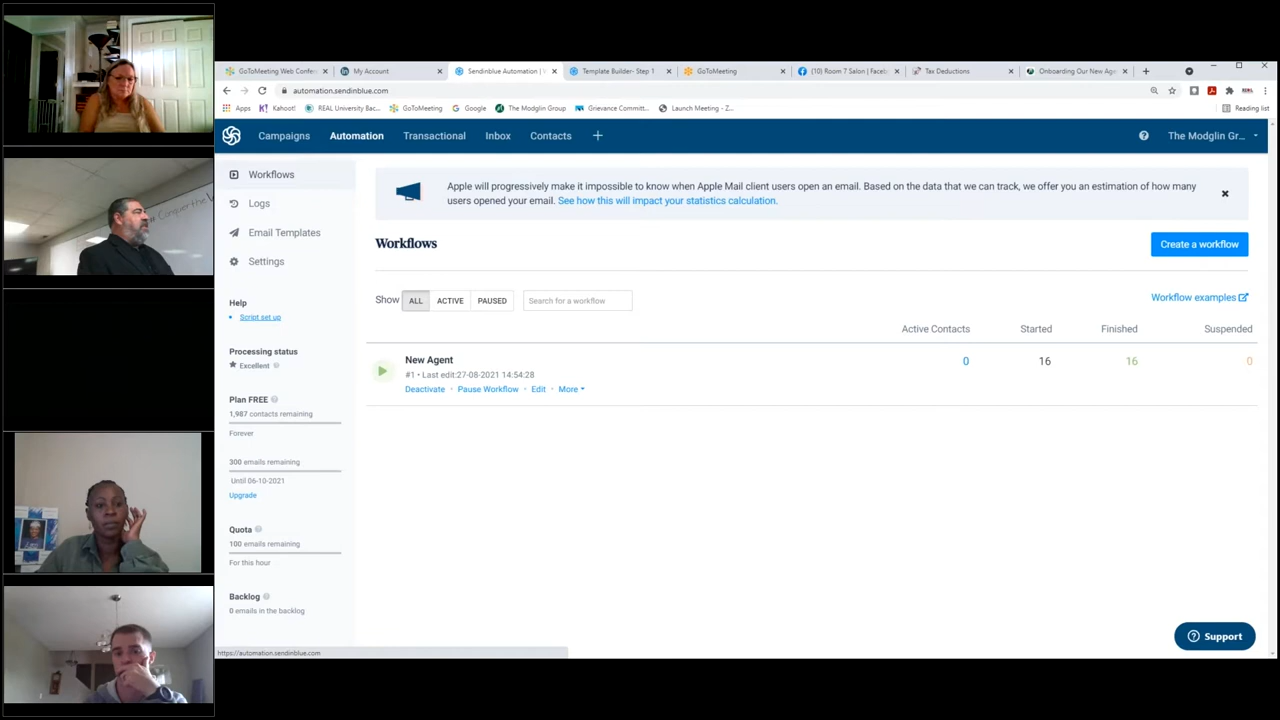 Conquer the
GoToMeeting Web Confe
My Account
Sendinblue Automation | 
Template Builder- Step 1
GoToMeeting
(10) Room 7 Salon | Faceb
Tax Deductions
Onboarding Our New Age
automation.sendinblue.com
Apps
Kahoot!
REAL University Bac...
GoToMeeting
Google
The Modglin Group
Grievance Committ...
Launch Meeting - Z...
Reading list
Campaigns
Automation
Transactional
Inbox
Contacts
The Modglin Gr...
Workflows
Logs
Email Templates
Settings
Help
Script set up
Processing status
Excellent
Plan FREE
1,987 contacts remaining
Forever
300 emails remaining
Until 06-10-2021
Upgrade
Quota
100 emails remaining
For this hour
Backlog
0 emails in the backlog
Apple will progressively make it impossible to know when Apple Mail client users open an email. Based on the data that we can track, we offer you an estimation of how many
users opened your email. See how this will impact your statistics calculation.
Workflows
Create a workflow
Show ALL ACTIVE PAUSED Search for a workflow
Workflow examples
Active Contacts Started Finished Suspended
New Agent
0 16 16 0
#1 • Last edit:27-08-2021 14:54:28
Deactivate • Pause Workflow • Edit • More
Support
https://automation.sendinblue.com